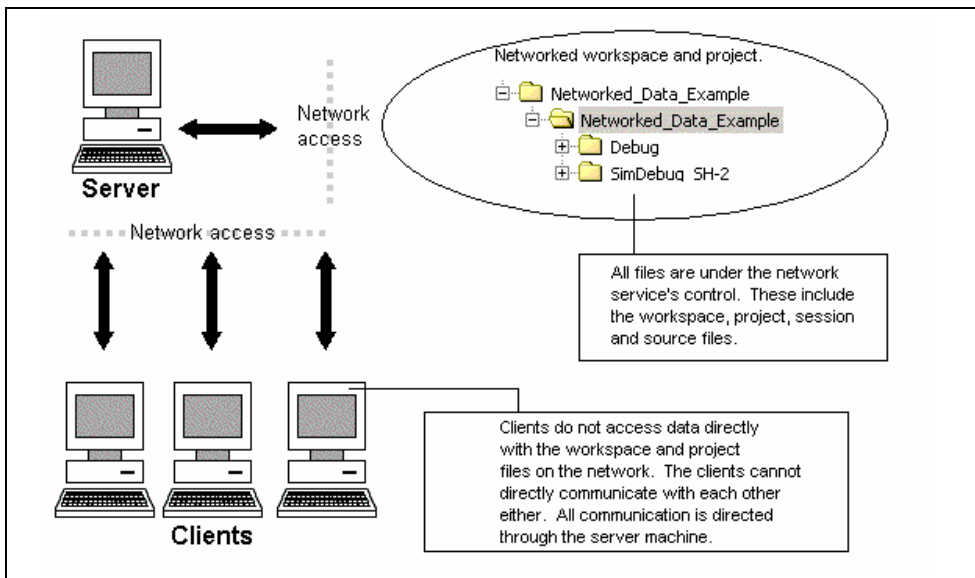 Networked workspace and project.
Networked_Data_Example
Networked_Data_Example
Debug
SimDebug_SH-2
Network
access
Server
Network access
All files are under the network
service's control. These include
the workspace, project, session
and source files.
Clients do not access data directly
with the workspace and project
files on the network. The clients cannot
directly communicate with each other
either. All communication is directed
through the server machine.
Clients